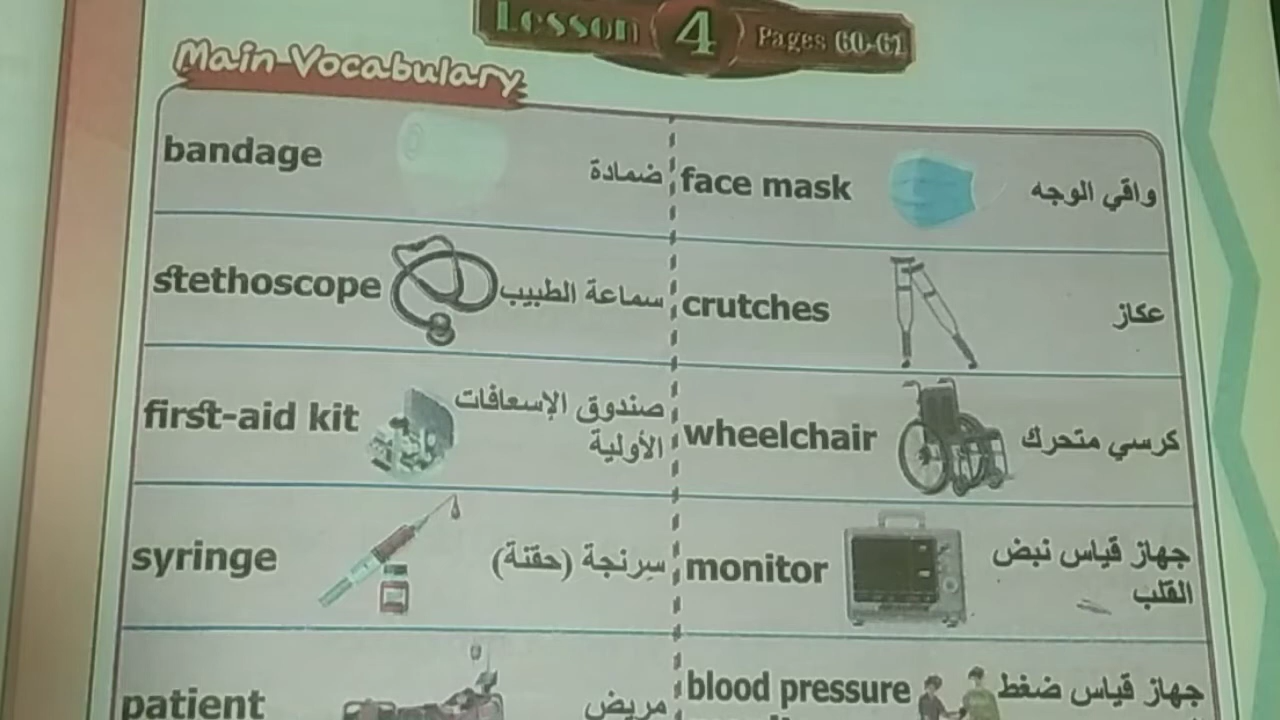 Lesson 4 Pages 60-61
Main Vocabulary
bandage ضمادة
face mask واقي الوجه
stethoscope سماعة الطبيب
crutches عكاز
first-aid kit صندوق الإسعافات
الأولية
wheelchair كرسي متحرك
syringe سِرنجة (حقنة)
monitor جهاز قياس نبض
القلب
patient مريض
blood pressure جهاز قياس ضغط